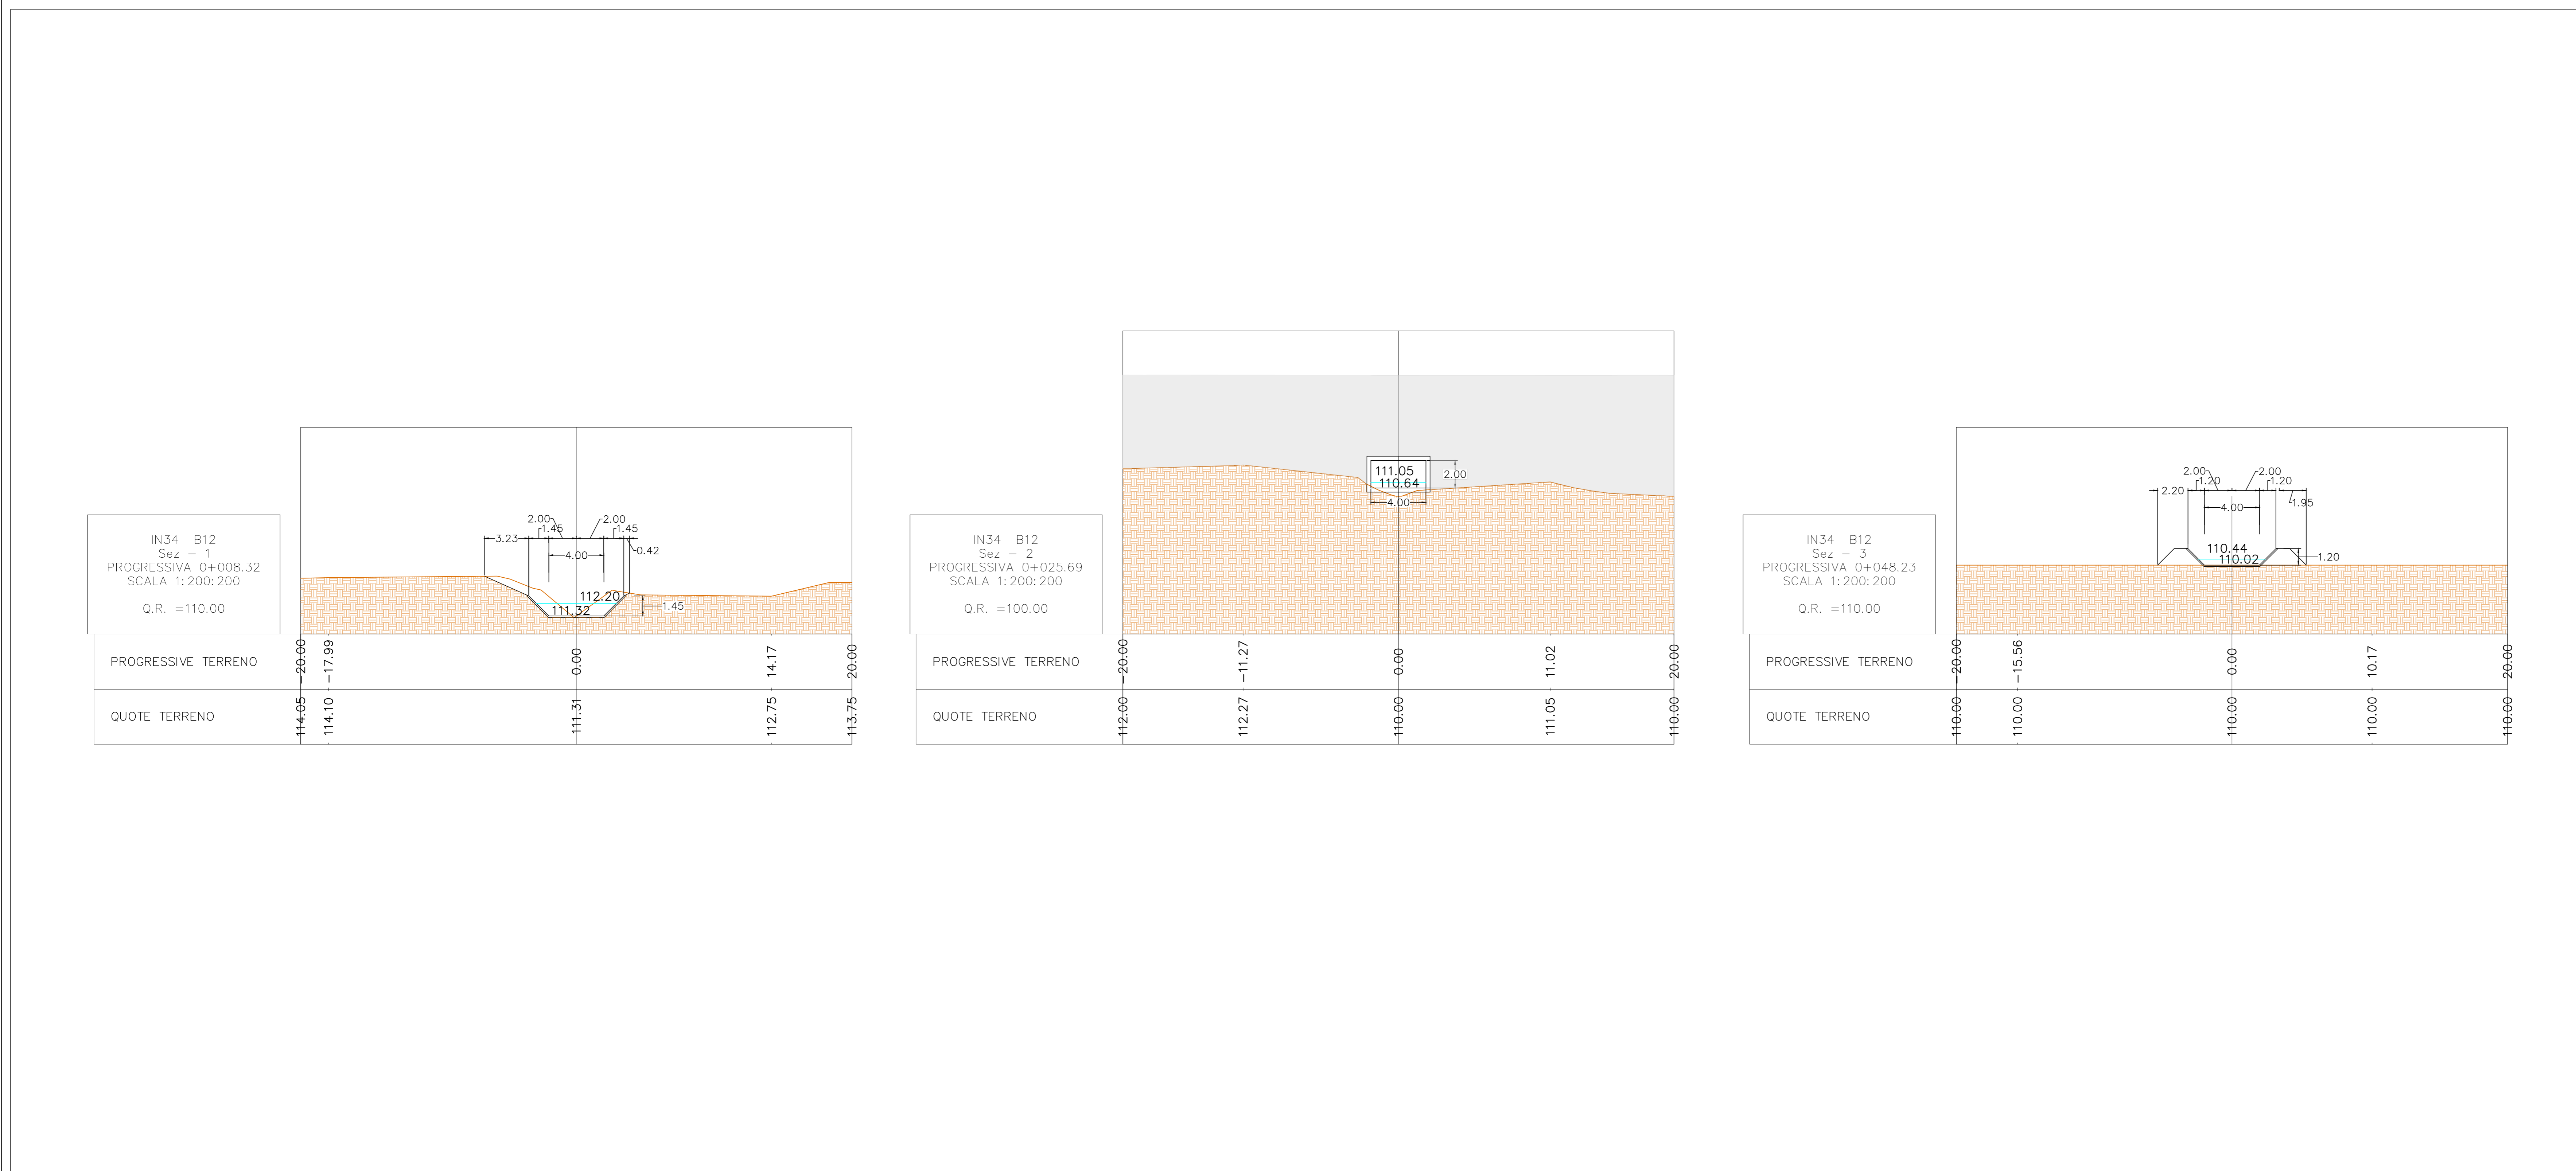 2.00
2.00
1.45
1.45
3.23
4.00
0.42
112.20
111.32
1.45
IN34 B12
Sez - 1
PROGRESSIVA 0+008.32
SCALA 1:200:200
Q.R. =110.00
PROGRESSIVE TERRENO
-20.00
-17.99
0.00
14.17
20.00
QUOTE TERRENO
114.05
114.10
111.31
112.75
113.75
111.05
110.64
2.00
4.00
IN34 B12
Sez - 2
PROGRESSIVA 0+025.69
SCALA 1:200:200
Q.R. =100.00
PROGRESSIVE TERRENO
-20.00
-11.27
0.00
11.02
20.00
QUOTE TERRENO
112.00
112.27
110.00
111.05
110.00
2.00
2.00
1.20
1.20
2.20
1.95
4.00
110.44
110.02
1.20
IN34 B12
Sez - 3
PROGRESSIVA 0+048.23
SCALA 1:200:200
Q.R. =110.00
PROGRESSIVE TERRENO
-20.00
-15.56
0.00
10.17
20.00
QUOTE TERRENO
110.00
110.00
110.00
110.00
110.00